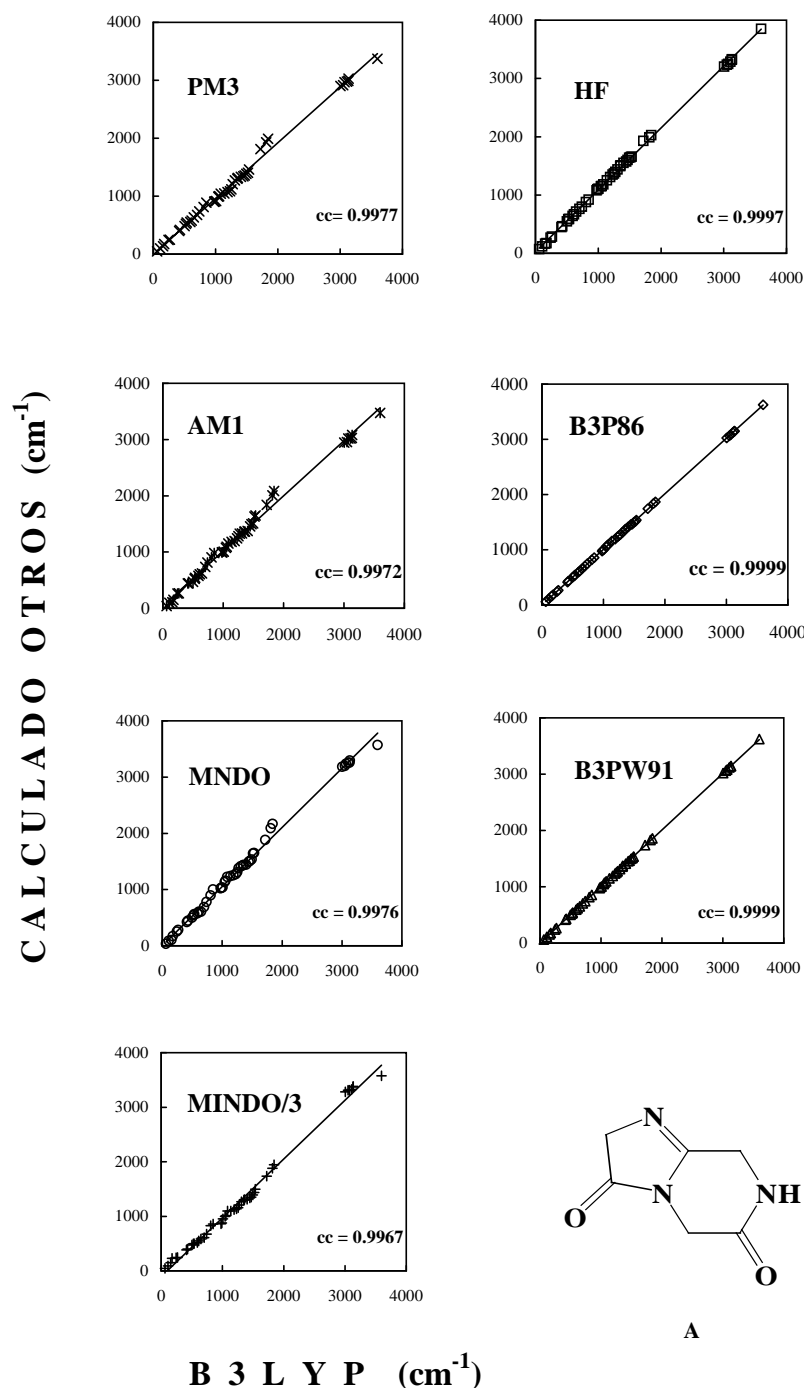 4000
3000
2000
1000
0
PM3
cc= 0.9977
0 1000 2000 3000 4000
4000
3000
2000
1000
0
HF
cc= 0.9997
0 1000 2000 3000 4000
CALCULADO OTROS (cm-1)
4000
3000
2000
1000
0
AM1
cc= 0.9972
0 1000 2000 3000 4000
4000
3000
2000
1000
0
B3P86
cc = 0.9999
0 1000 2000 3000 4000
4000
3000
2000
1000
0
MNDO
cc = 0.9976
0 1000 2000 3000 4000
4000
3000
2000
1000
0
B3PW91
cc= 0.9999
0 1000 2000 3000 4000
4000
3000
2000
1000
0
MINDO/3
cc = 0.9967
0 1000 2000 3000 4000
N
N
NH
O
O
A
B3LYP (cm-1)